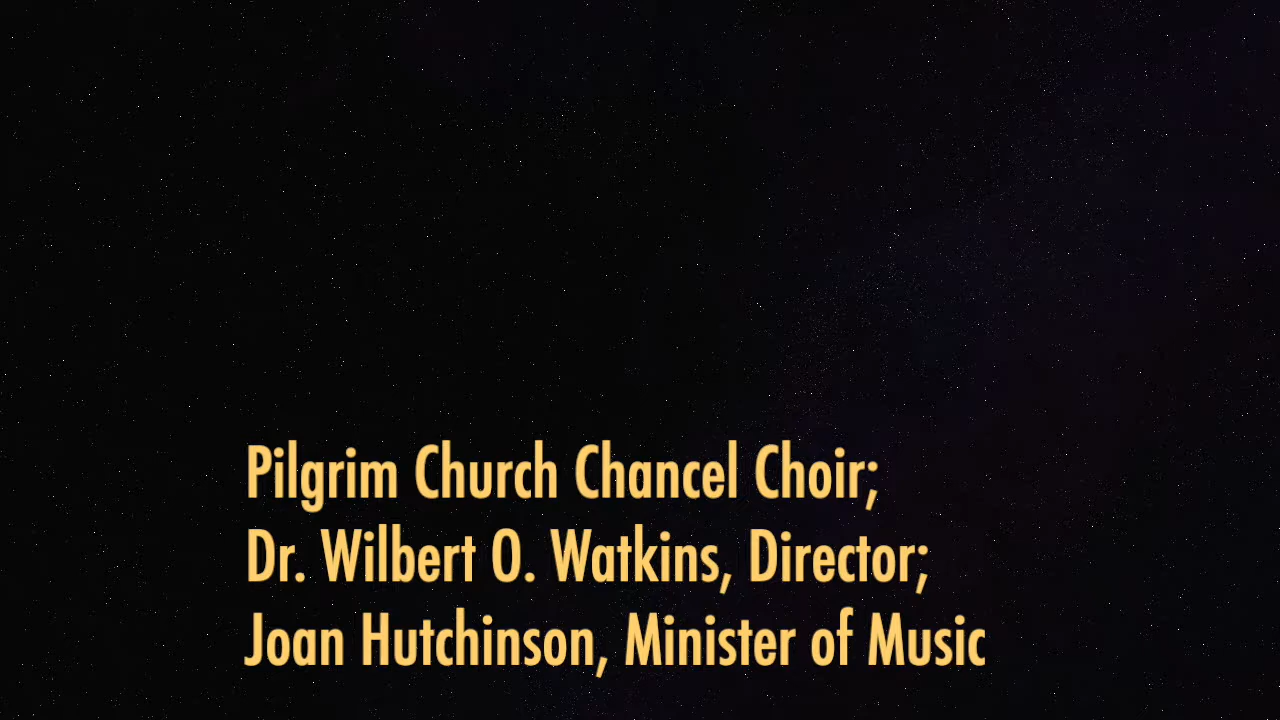 Pilgrim Church Chancel Choir;
Dr. Wilbert O. Watkins, Director;
Joan Hutchinson, Minister of Music